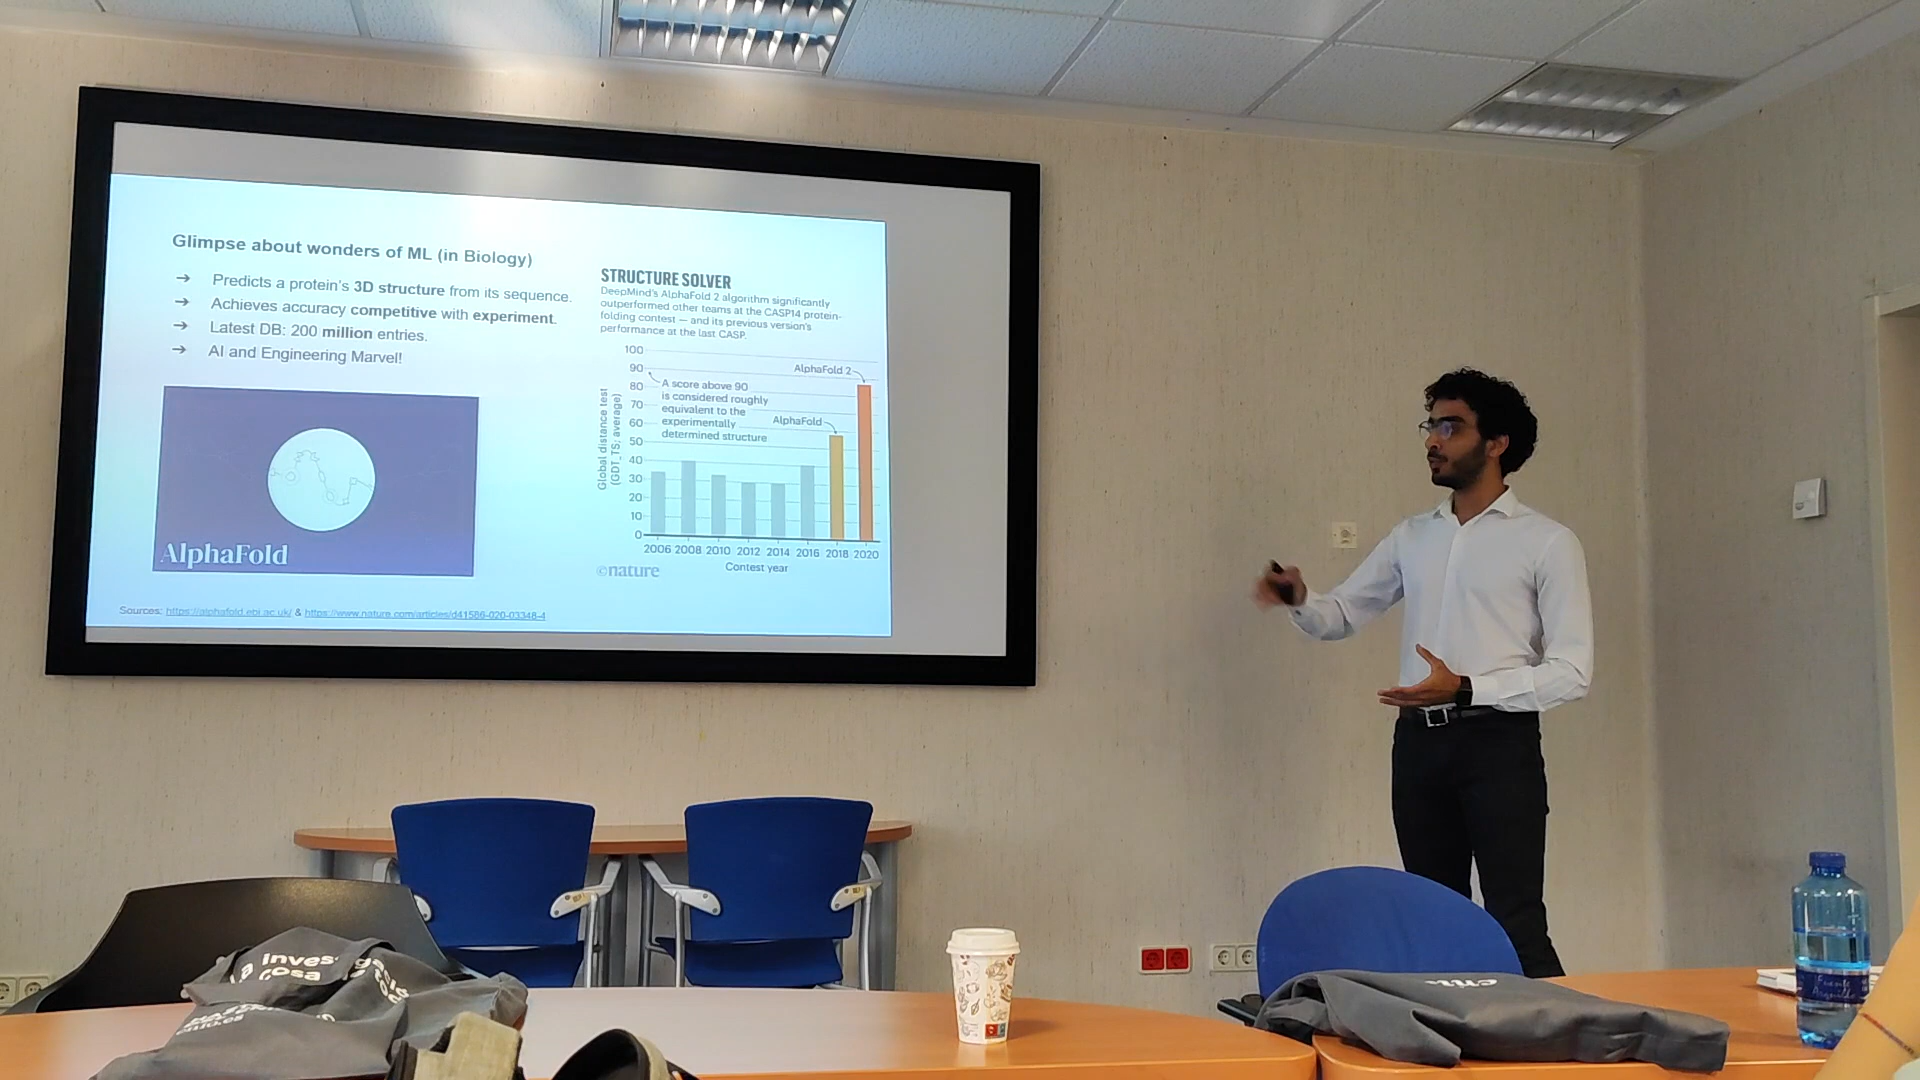 Glimpse about wonders of ML (in Biology)
➔ Predicts a protein's 3D structure from its sequence.
➔ Achieves accuracy competitive with experiment.
➔ Latest DB: 200 million entries.
➔ AI and Engineering Marvel!
AlphaFold
Sources: https://alphafold.ebi.ac.uk/ & https://www.nature.com/articles/d41586-020-03348-4
STRUCTURE SOLVER
DeepMind's AlphaFold 2 algorithm significantly
outperformed other teams at the CASP14 protein-
folding contest — and its previous version's
performance at the last CASP.
Global distance test
(GDT_TS; average)
100
90
80
70
60
50
40
30
20
10
0
A score above 90
is considered roughly
equivalent to the
experimentally
determined structure
AlphaFold 2
AlphaFold
2006 2008 2010 2012 2014 2016 2018 2020
Contest year
©nature
a inves
cosa
cnio.es